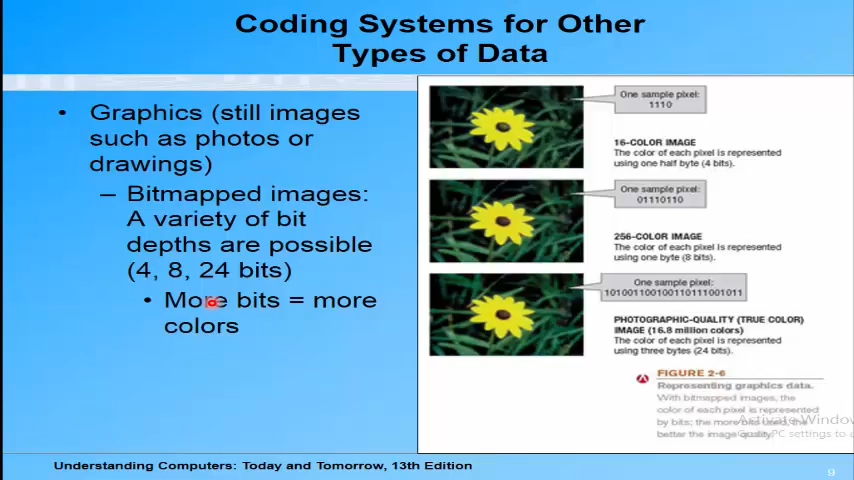 Coding Systems for Other
Types of Data
• Graphics (still images
such as photos or
drawings)
– Bitmapped images:
A variety of bit
depths are possible
(4, 8, 24 bits)
• More bits = more
colors
One sample pixel:
1110
16-COLOR IMAGE
The color of each pixel is represented
using one half byte (4 bits).
One sample pixel:
01110110
256-COLOR IMAGE
The color of each pixel is represented
using one byte (8 bits).
One sample pixel:
101001100100110111001011
PHOTOGRAPHIC-QUALITY (TRUE COLOR)
IMAGE (16.8 million colors)
The color of each pixel is represented
using three bytes (24 bits).
FIGURE 2-6
Representing graphics data.
With bitmapped images, the
color of each pixel is represented
by bits; the more bits used, the
better the image quality.
Activate Window
PC settings to
Understanding Computers: Today and Tomorrow, 13th Edition
9